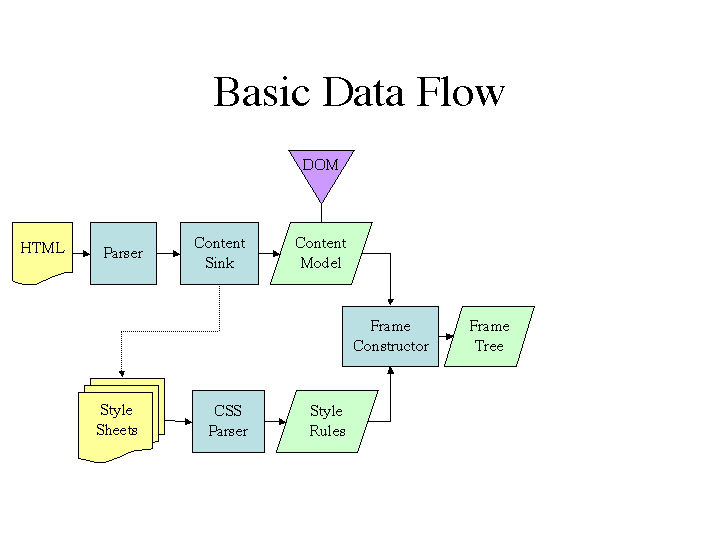 Basic Data Flow
DOM
HTML
Parser
Content
Sink
Content
Model
Frame
Constructor
Frame
Tree
Style
Sheets
CSS
Parser
Style
Rules